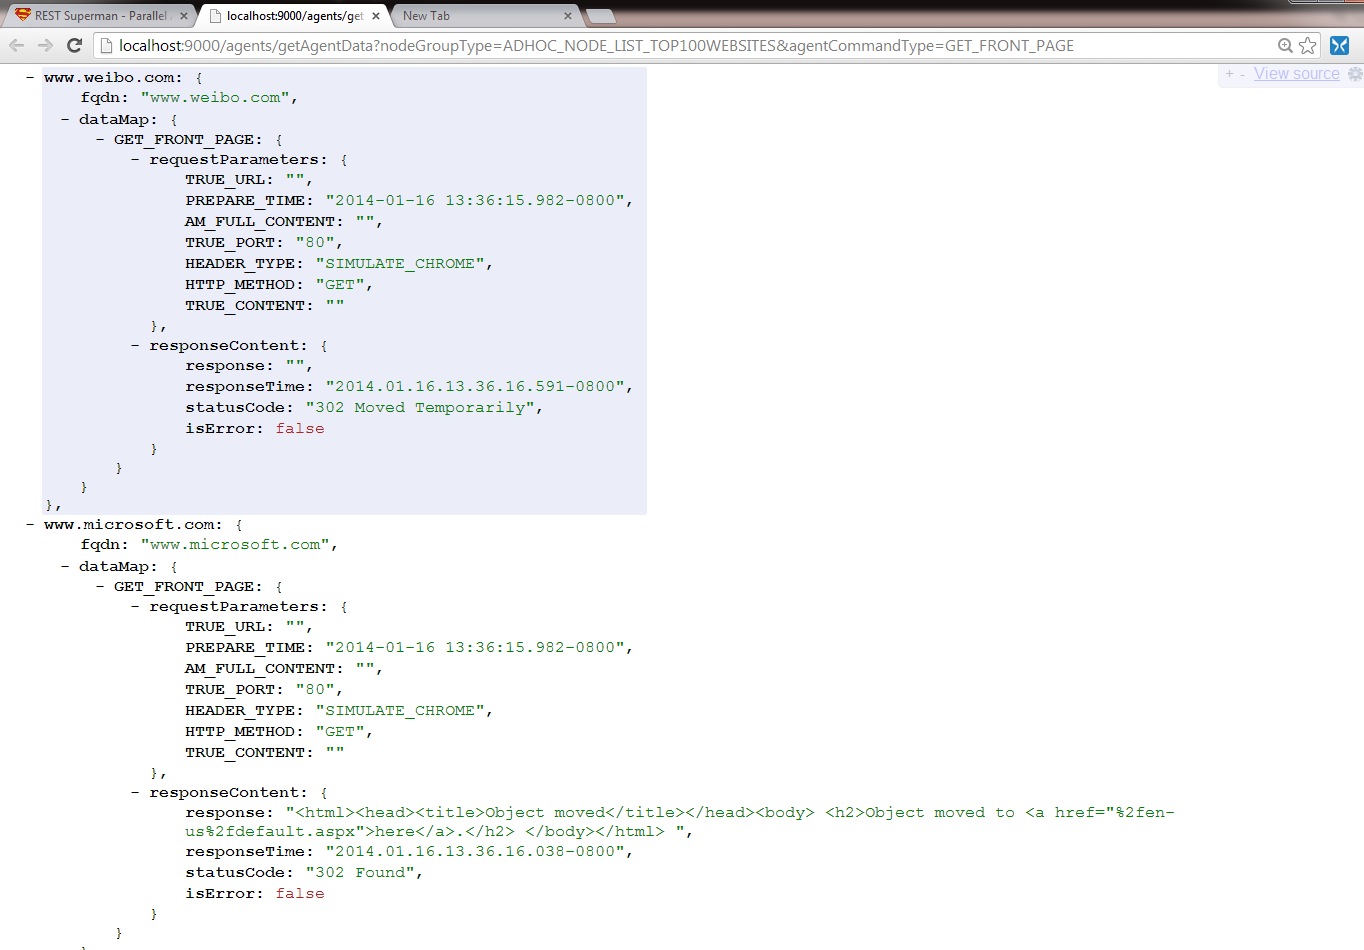 REST Superman - Parallel
localhost:9000/agents/get
New Tab
localhost:9000/agents/getAgentData?nodeGroupType=ADHOC_NODE_LIST_TOP100WEBSITES&agentCommandType=GET_FRONT_PAGE
+ - View source
- www.weibo.com: {
fqdn: "www.weibo.com",
- dataMap: {
- GET_FRONT_PAGE: {
- requestParameters: {
TRUE_URL: "",
PREPARE_TIME: "2014-01-16 13:36:15.982-0800",
AM_FULL_CONTENT: "",
TRUE_PORT: "80",
HEADER_TYPE: "SIMULATE_CHROME",
HTTP_METHOD: "GET",
TRUE_CONTENT: ""
},
- responseContent: {
response: "",
responseTime: "2014.01.16.13.36.16.591-0800",
statusCode: "302 Moved Temporarily",
isError: false
}
}
}
},
- www.microsoft.com: {
fqdn: "www.microsoft.com",
- dataMap: {
- GET_FRONT_PAGE: {
- requestParameters: {
TRUE_URL: "",
PREPARE_TIME: "2014-01-16 13:36:15.982-0800",
AM_FULL_CONTENT: "",
TRUE_PORT: "80",
HEADER_TYPE: "SIMULATE_CHROME",
HTTP_METHOD: "GET",
TRUE_CONTENT: ""
},
- responseContent: {
response: "<html><head><title>Object moved</title></head><body> <h2>Object moved to <a href="%2fen-
us%2fdefault.aspx">here</a>.</h2> </body></html> ",
responseTime: "2014.01.16.13.36.16.038-0800",
statusCode: "302 Found",
isError: false
}
}